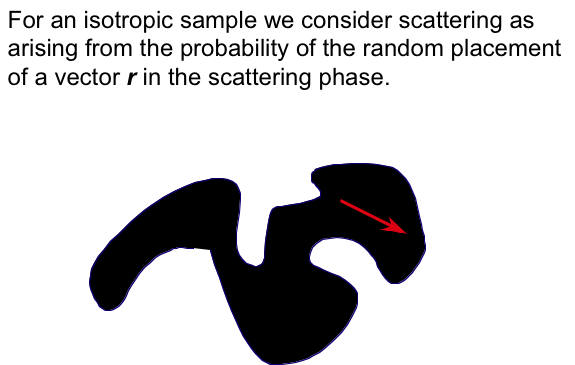 For an isotropic sample we consider scattering as
arising from the probability of the random placement
of a vector r in the scattering phase.